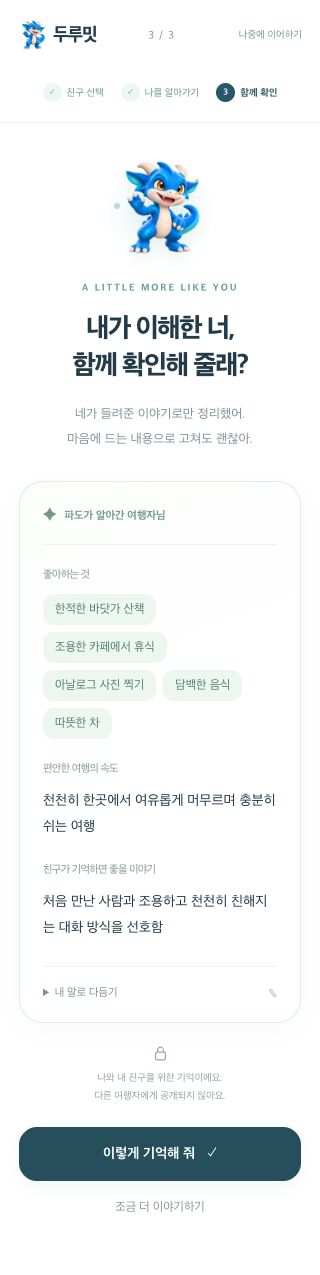 두루밋
3 / 3
나중에 이어하기
✓ 친구 선택
✓ 나를 알아가기
3 함께 확인
A LITTLE MORE LIKE YOU
내가 이해한 너,
함께 확인해 줄래?
네가 들려준 이야기로만 정리했어.
마음에 드는 내용으로 고쳐도 괜찮아.
파도가 알아간 여행자님
좋아하는 것
한적한 바닷가 산책
조용한 카페에서 휴식
아날로그 사진 찍기
담백한 음식
따뜻한 차
편안한 여행의 속도
천천히 한곳에서 여유롭게 머무르며 충분히
쉬는 여행
친구가 기억하면 좋을 이야기
처음 만난 사람과 조용하고 천천히 친해지
는 대화 방식을 선호함
▶ 내 말로 다듬기
나와 내 친구를 위한 기억이에요.
다른 여행자에게 공개되지 않아요.
이렇게 기억해 줘 ✓
조금 더 이야기하기